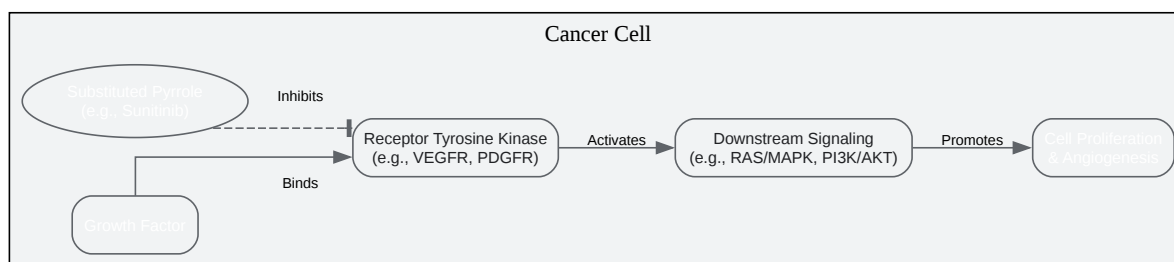 Cancer Cell
Substituted Pyrrole
(e.g., Sunitinib)
Inhibits
Receptor Tyrosine Kinase
(e.g., VEGFR, PDGFR)
Activates
Downstream Signaling
(e.g., RAS/MAPK, PI3K/AKT)
Promotes
Cell Proliferation
& Angiogenesis
Binds
Growth Factor